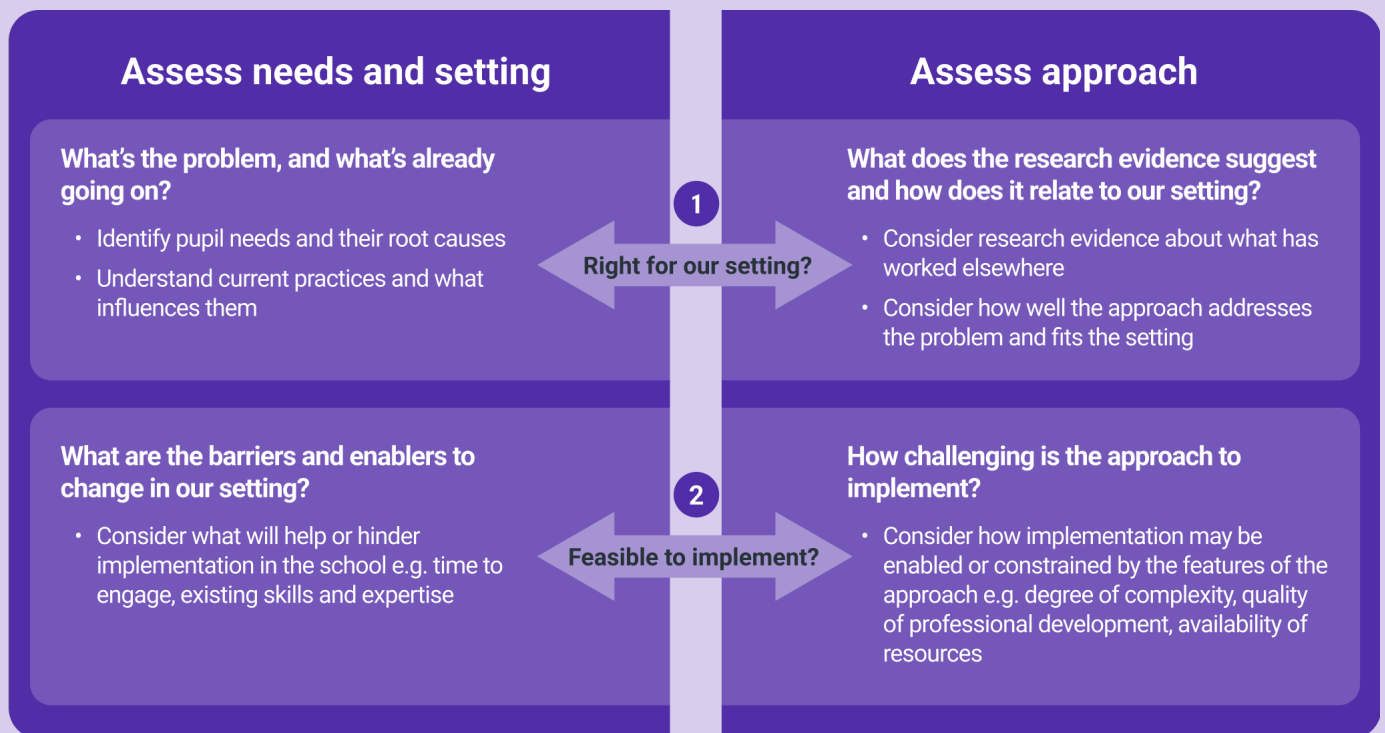 Assess needs and setting
Assess approach
What's the problem, and what's already
going on?
• Identify pupil needs and their root causes
• Understand current practices and what
influences them
1
Right for our setting?
What does the research evidence suggest
and how does it relate to our setting?
• Consider research evidence about what has
worked elsewhere
• Consider how well the approach addresses
the problem and fits the setting
What are the barriers and enablers to
change in our setting?
• Consider what will help or hinder
implementation in the school e.g. time to
engage, existing skills and expertise
2
Feasible to implement?
How challenging is the approach to
implement?
• Consider how implementation may be
enabled or constrained by the features of the
approach e.g. degree of complexity, quality
of professional development, availability of
resources